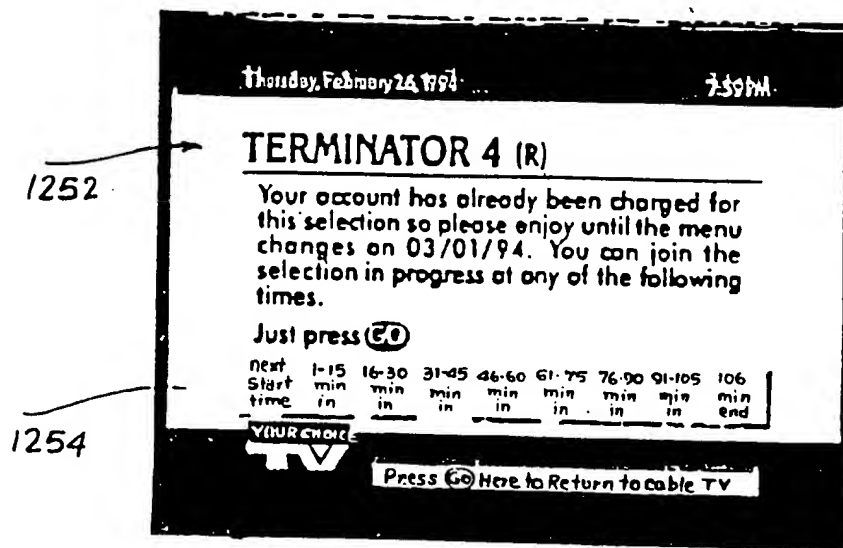 Thursday, February 26, 1994
7:59PM
TERMINATOR 4 (R)
1252
Your account has already been charged for
this selection so please enjoy until the menu
changes on 03/01/94. You can join the
selection in progress at any of the following
times.
Just press GO
next 1-15 16-30 31-45 46-60 61-75 76-90 91-105 106
start min min min min min min min min
time in in in in in in in end
1254
YOUR CHOICE
TV
Press GO Here to Return to cable TV